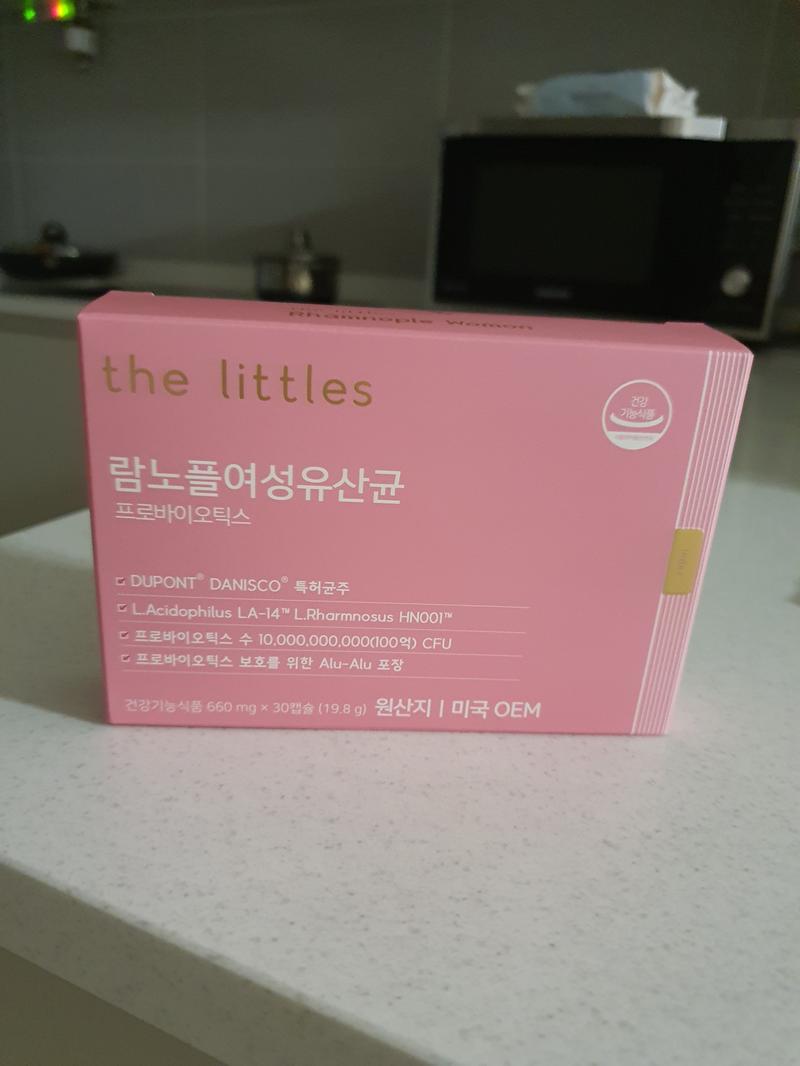 Rhamnople Woman
the littles
건강
기능식품
람노플여성유산균
프로바이오틱스
DUPONT® DANISCO® 특허균주
L.Acidophilus LA-14™ L.Rharmnosus HN001™
프로바이오틱스 수 10,000,000,000(100억) CFU
프로바이오틱스 보호를 위한 Alu-Alu 포장
건강기능식품 660 mg × 30캡슐 (19.8 g) 원산지 | 미국 OEM